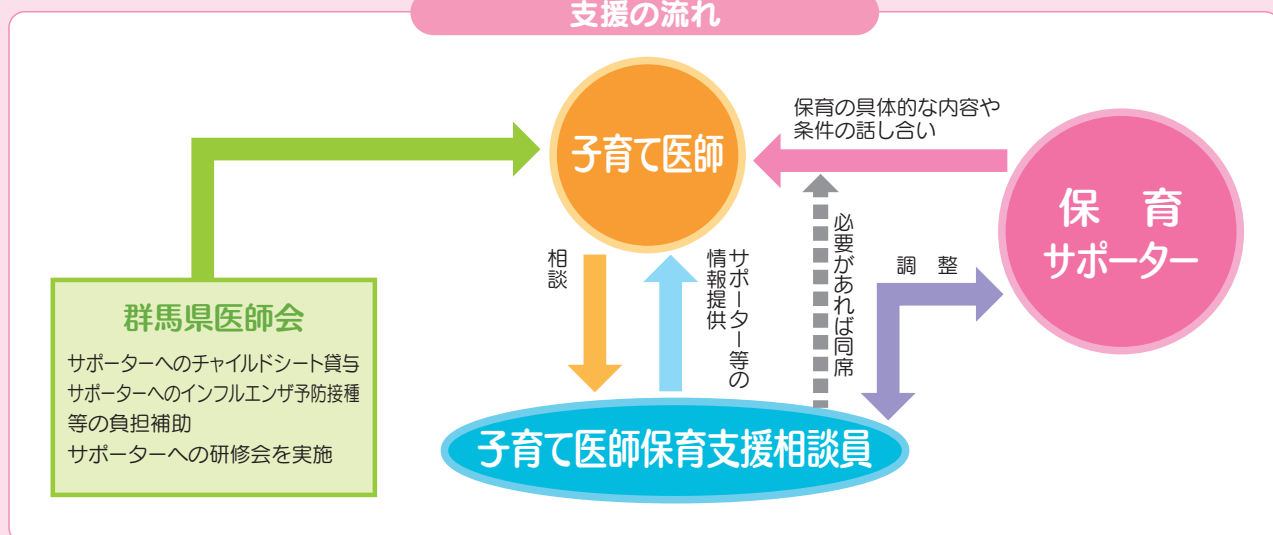 支援の流れ
子育て医師
保育の具体的な内容や
条件の話し合い
保 育
サポーター
相談
サポーター等の
情報提供
必要があれば同席
調 整
群馬県医師会
サポーターへのチャイルドシート貸与
サポーターへのインフルエンザ予防接種
等の負担補助
サポーターへの研修会を実施
子育て医師保育支援相談員